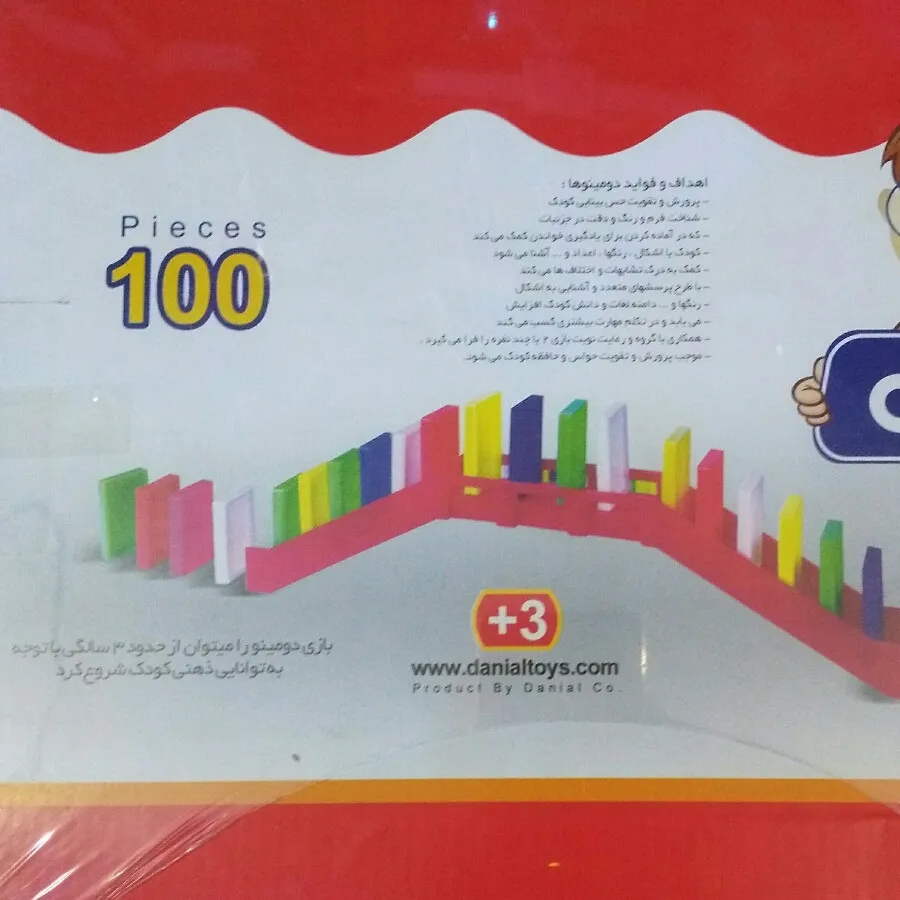 اهداف و فواید دومینوها :
- پرورش و تقویت حس بینایی کودک
- شناخت فرم و رنگ و دقت در جزئیات
- که در آماده کردن برای یادگیری خواندن کمک می کند
- کودک با اشکال ، رنگها ، اعداد و ... آشنا می شود
- کمک به درک تشابهات و اختلاف ها می کند
- با طرح پرسشهای متعدد و آشنایی به اشکال
- رنگها و ... دامنه لغات و دانش کودک افزایش
- می یابد و در تکلم مهارت بیشتری کسب می کند
- همکاری با گروه و رعایت نوبت بازی ۲ یا چند نفره را فرا می گیرد .
- موجب پرورش و تقویت حواس و حافظه کودک می شود.
Pieces
100
+3
www.danialtoys.com
Product By Danial Co.
بازی دومینو را میتوان از حدود ۳ سالگی با توجه
به توانایی ذهنی کودک شروع کرد